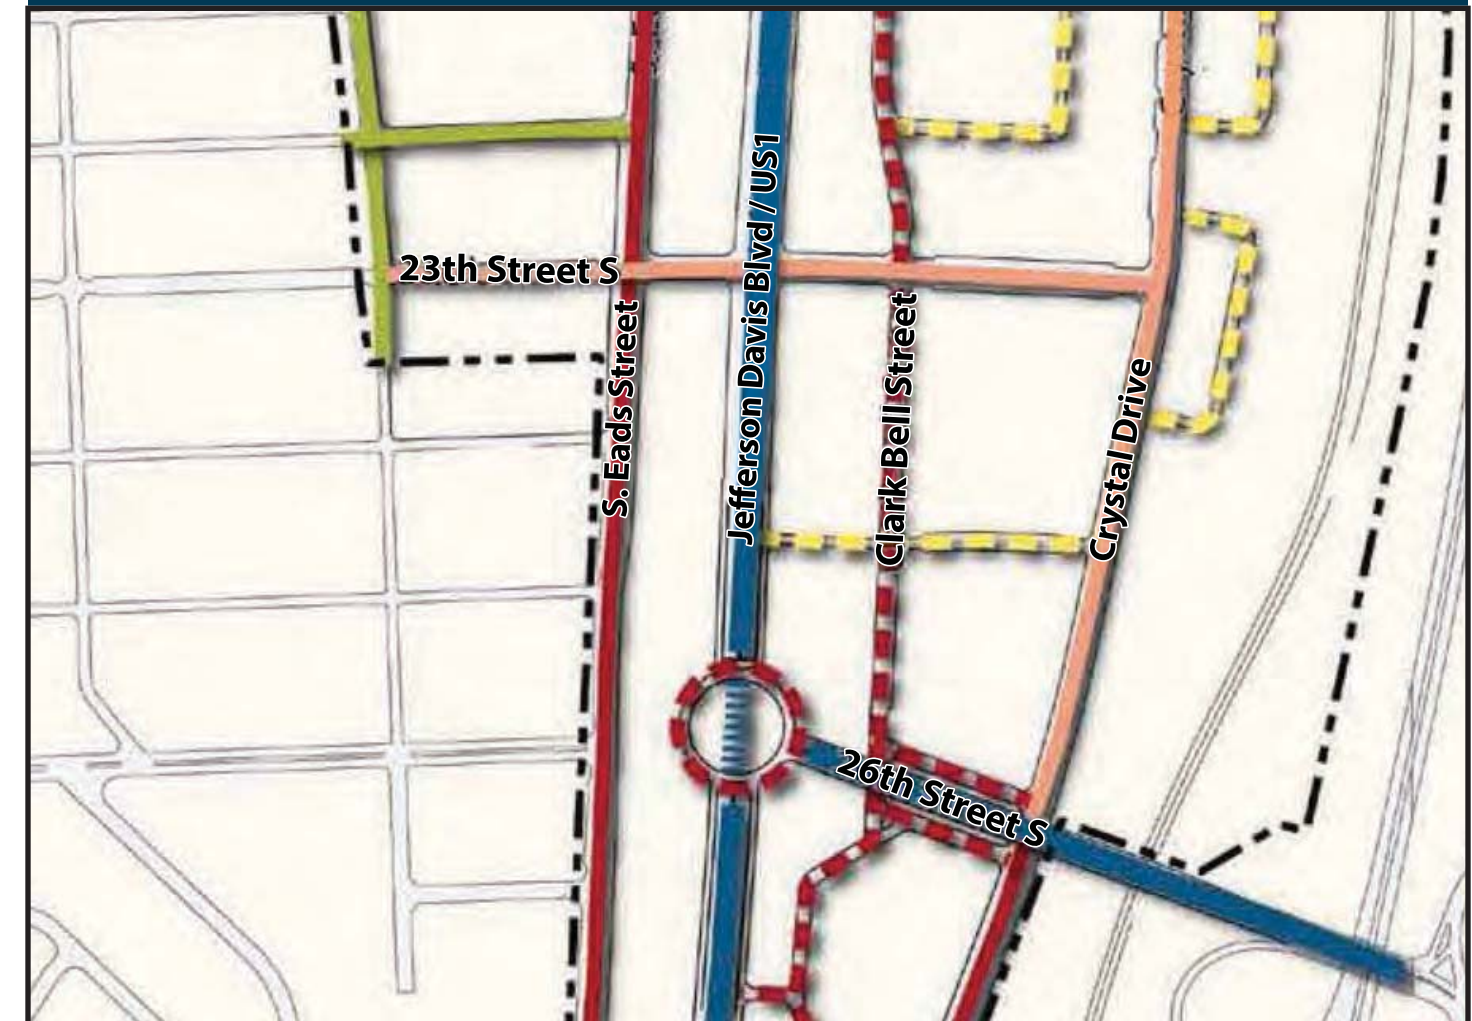 23th Street S
S. Eads Street
Jefferson Davis Blvd / US1
Clark Bell Street
Crystal Drive
26th Street S